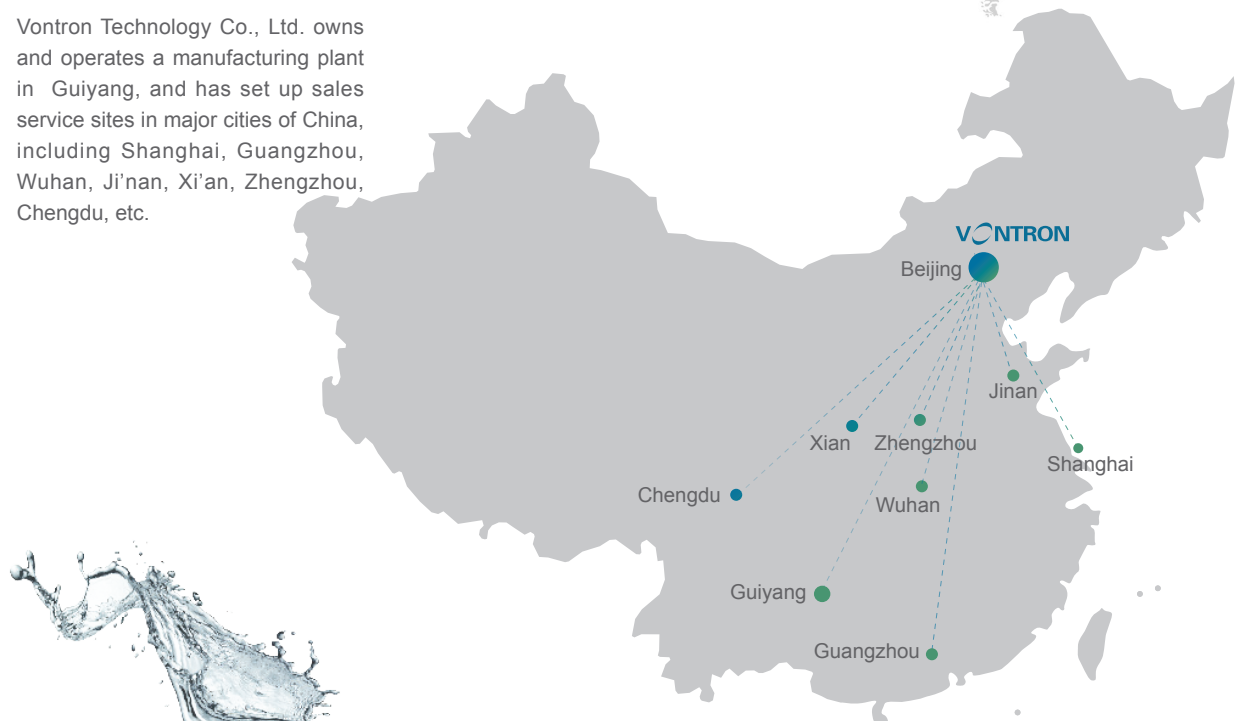 Vontron Technology Co., Ltd. owns
and operates a manufacturing plant
in Guiyang, and has set up sales
service sites in major cities of China,
including Shanghai, Guangzhou,
Wuhan, Ji’nan, Xi’an, Zhengzhou,
Chengdu, etc.
VONTRON
Beijing
Jinan
Xian
Zhengzhou
Shanghai
Chengdu
Wuhan
Guiyang
Guangzhou